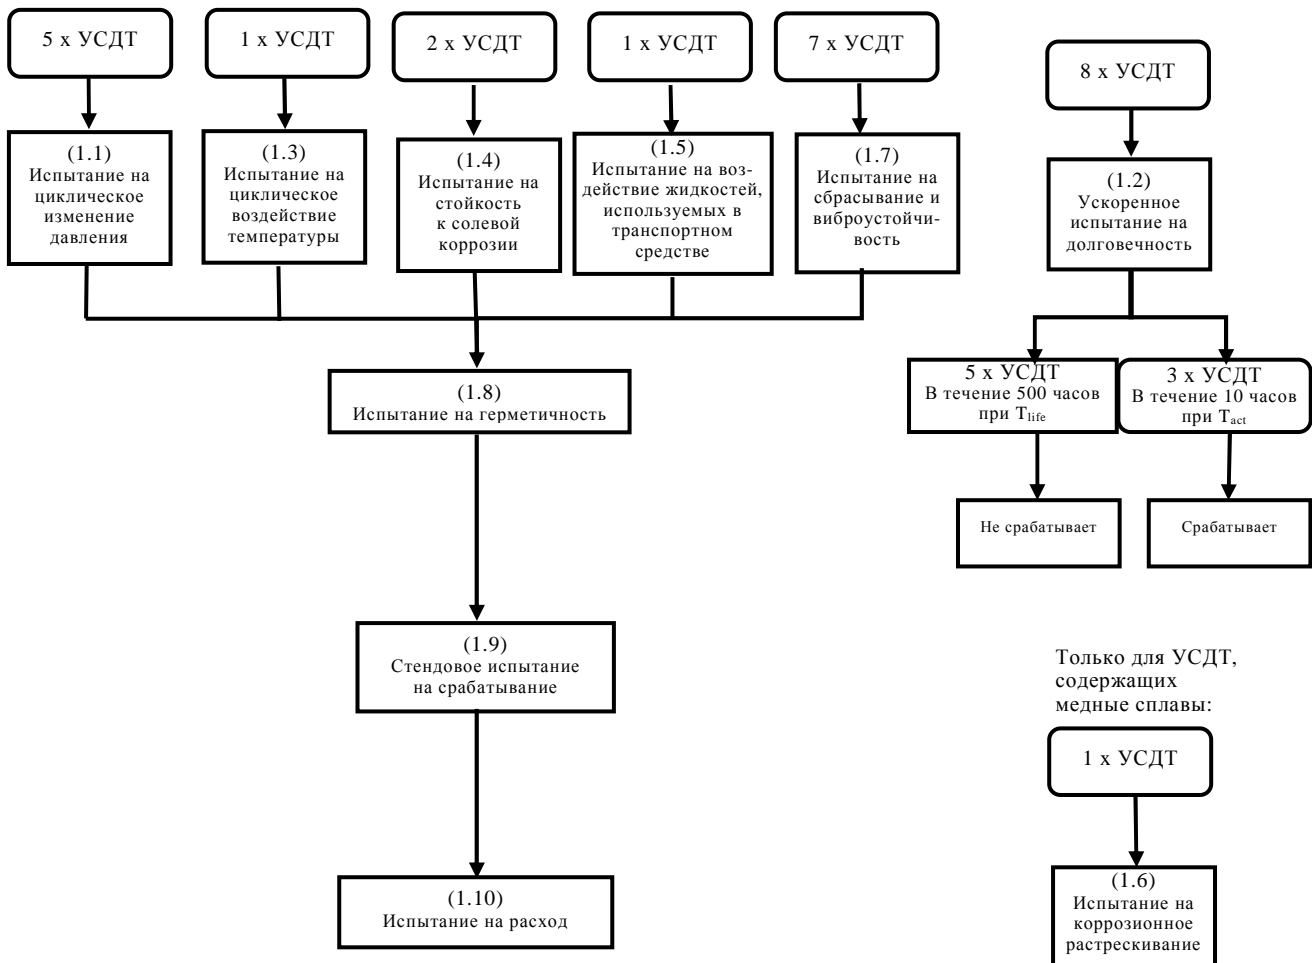 5 x УСДТ
1 x УСДТ
2 x УСДТ
1 x УСДТ
7 x УСДТ
8 x УСДТ
(1.1)
Испытание на
циклическое
изменение
давления
(1.3)
Испытание на
циклическое
воздействие
температуры
(1.4)
Испытание на
стойкость
к солевой
коррозии
(1.5)
Испытание на воз-
действие жидкостей,
используемых в
транспортном
средстве
(1.7)
Испытание на
сбрасывание и
виброустойчи-
вость
(1.2)
Ускоренное
испытание на
долговечность
(1.8)
Испытание на герметичность
5 x УСДТ
В течение 500 часов
при Tlife
3 x УСДТ
В течение 10 часов
при Tact
Не срабатывает
Срабатывает
(1.9)
Стендовое испытание
на срабатывание
Только для УСДТ,
содержащих
медные сплавы:
1 x УСДТ
(1.10)
Испытание на расход
(1.6)
Испытание на
коррозионное
растрескивание